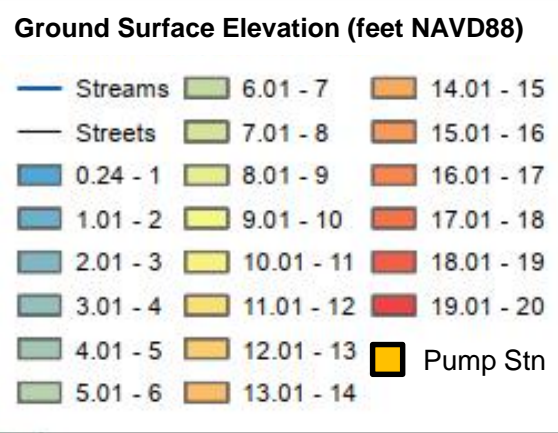 Ground Surface Elevation (feet NAVD88)
Streams
Streets
0.24 - 1
1.01 - 2
2.01 - 3
3.01 - 4
4.01 - 5
5.01 - 6
6.01 - 7
7.01 - 8
8.01 - 9
9.01 - 10
10.01 - 11
11.01 - 12
12.01 - 13
13.01 - 14
14.01 - 15
15.01 - 16
16.01 - 17
17.01 - 18
18.01 - 19
19.01 - 20
Pump Stn